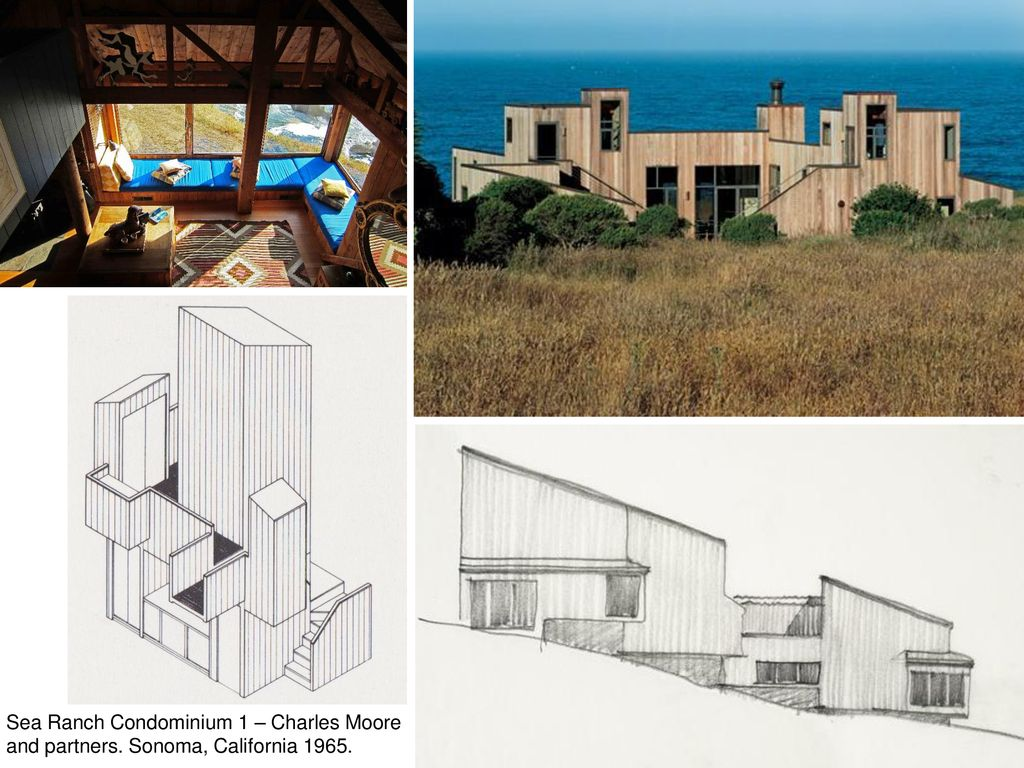 Sea Ranch Condominium 1 – Charles Moore
and partners. Sonoma, California 1965.